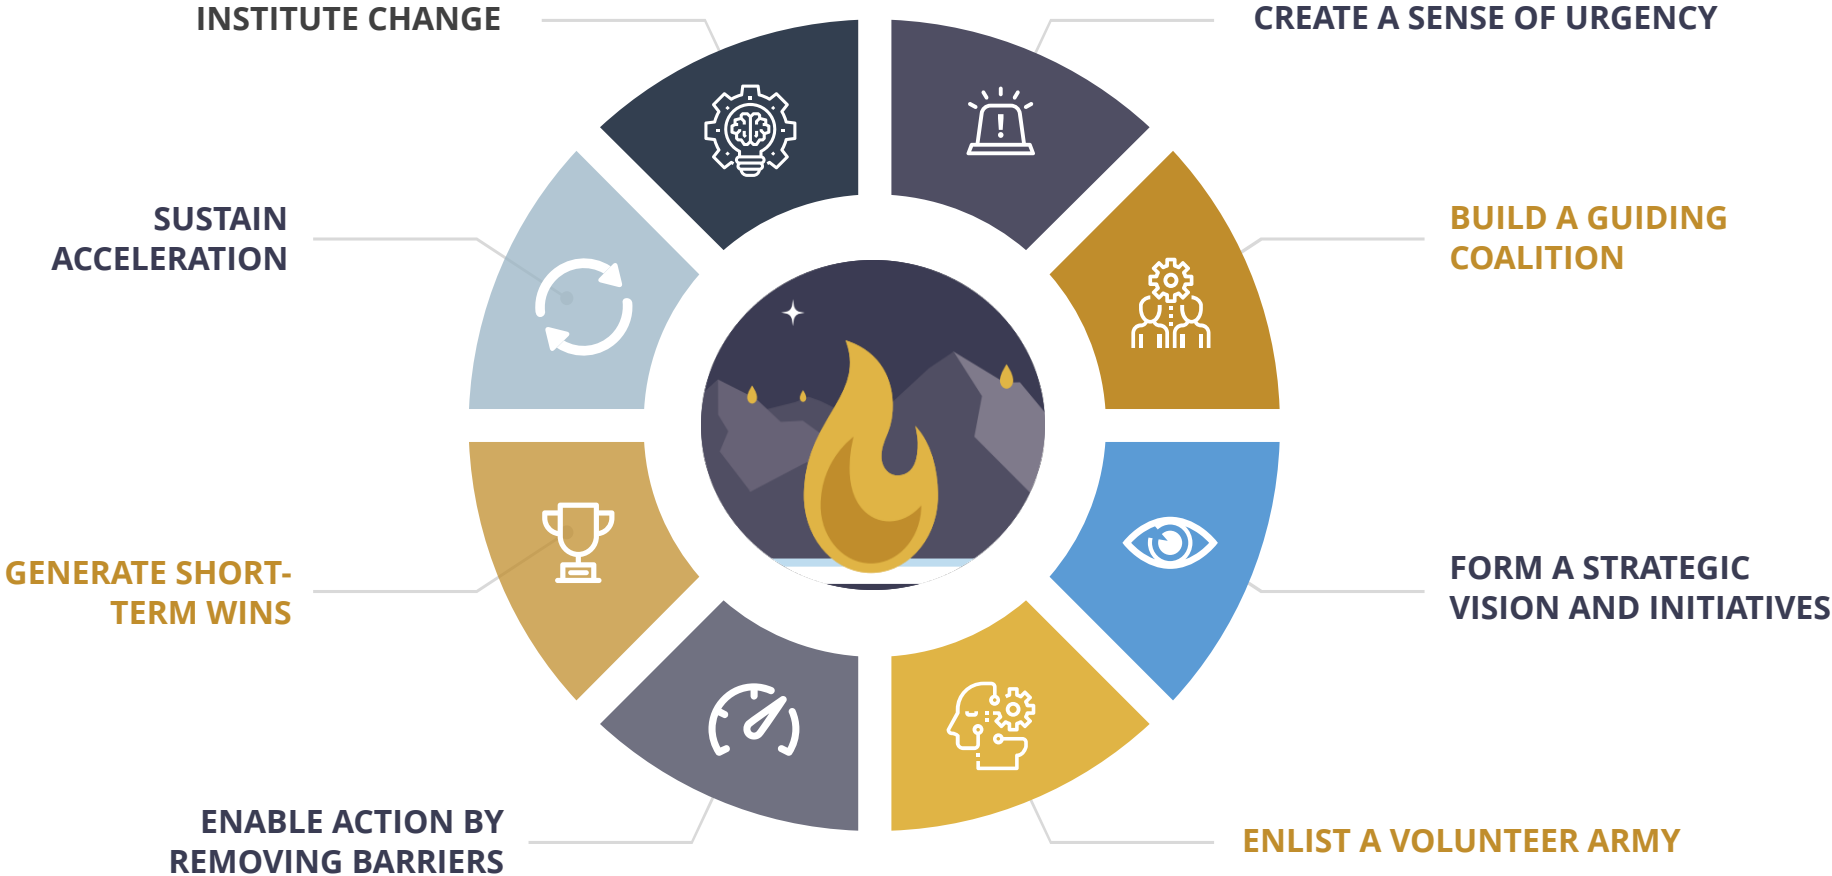 INSTITUTE CHANGE
CREATE A SENSE OF URGENCY
SUSTAIN
ACCELERATION
BUILD A GUIDING
COALITION
GENERATE SHORT-
TERM WINS
FORM A STRATEGIC
VISION AND INITIATIVES
ENABLE ACTION BY
REMOVING BARRIERS
ENLIST A VOLUNTEER ARMY